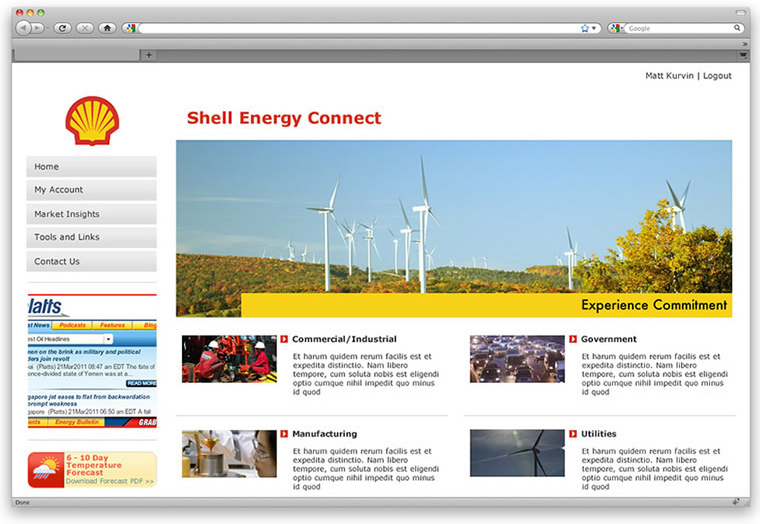 Google
Matt Kurvin | Logout
Shell Energy Connect
Home
My Account
Market Insights
Tools and Links
Contact Us
Experience Commitment
platts
st News Podcasts Features Blog
est Oil Headlines
men on the brink as military and political
ders join revolt
ai (Platts) 21Mar2011 08:47 am EDT The fate of
once-divided state of Yemen was at a...
READ MORE
ngapore jet eases to flat from backwardation
prompt weakness
gapore (Platts) 21Mar2011 06:50 am EDT A fall
ents Energy Bulletin GRAB
6 - 10 Day
Temperature
Forecast
Download Forecast PDF >>
Commercial/Industrial
Et harum quidem rerum facilis est et
expedita distinctio. Nam libero
tempore, cum soluta nobis est eligendi
optio cumque nihil impedit quo minus
id quod
Government
Et harum quidem rerum facilis est et
expedita distinctio. Nam libero
tempore, cum soluta nobis est eligendi
optio cumque nihil impedit quo minus
id quod
Manufacturing
Et harum quidem rerum facilis est et
expedita distinctio. Nam libero
tempore, cum soluta nobis est eligendi
optio cumque nihil impedit quo minus
id quod
Utilities
Et harum quidem rerum facilis est et
expedita distinctio. Nam libero
tempore, cum soluta nobis est eligendi
optio cumque nihil impedit quo minus
id quod
Done